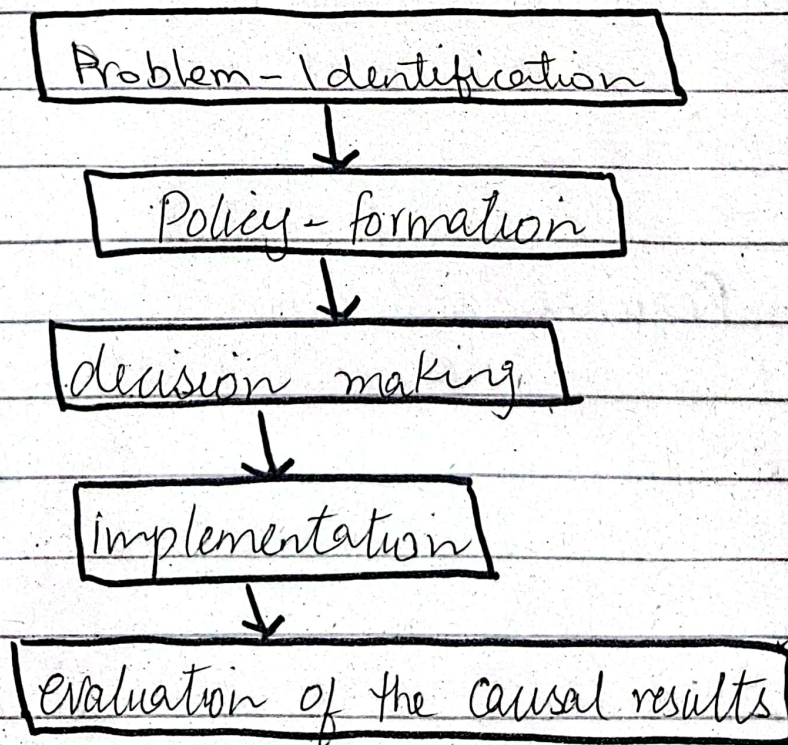 Problem - Identification
Policy - formation
decision making
implementation
evaluation of the causal results